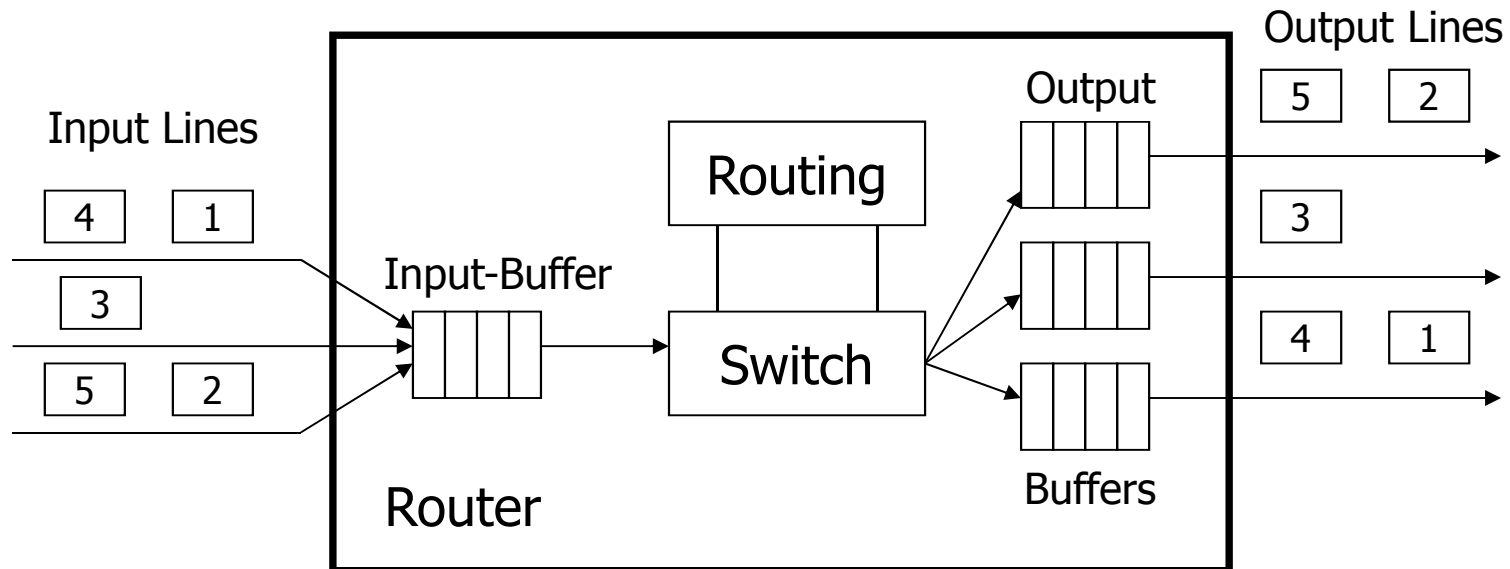 Output Lines
5 2
Output
Input Lines
Routing
4 1
3
Input-Buffer
3
Switch
4 1
5 2
Buffers
Router